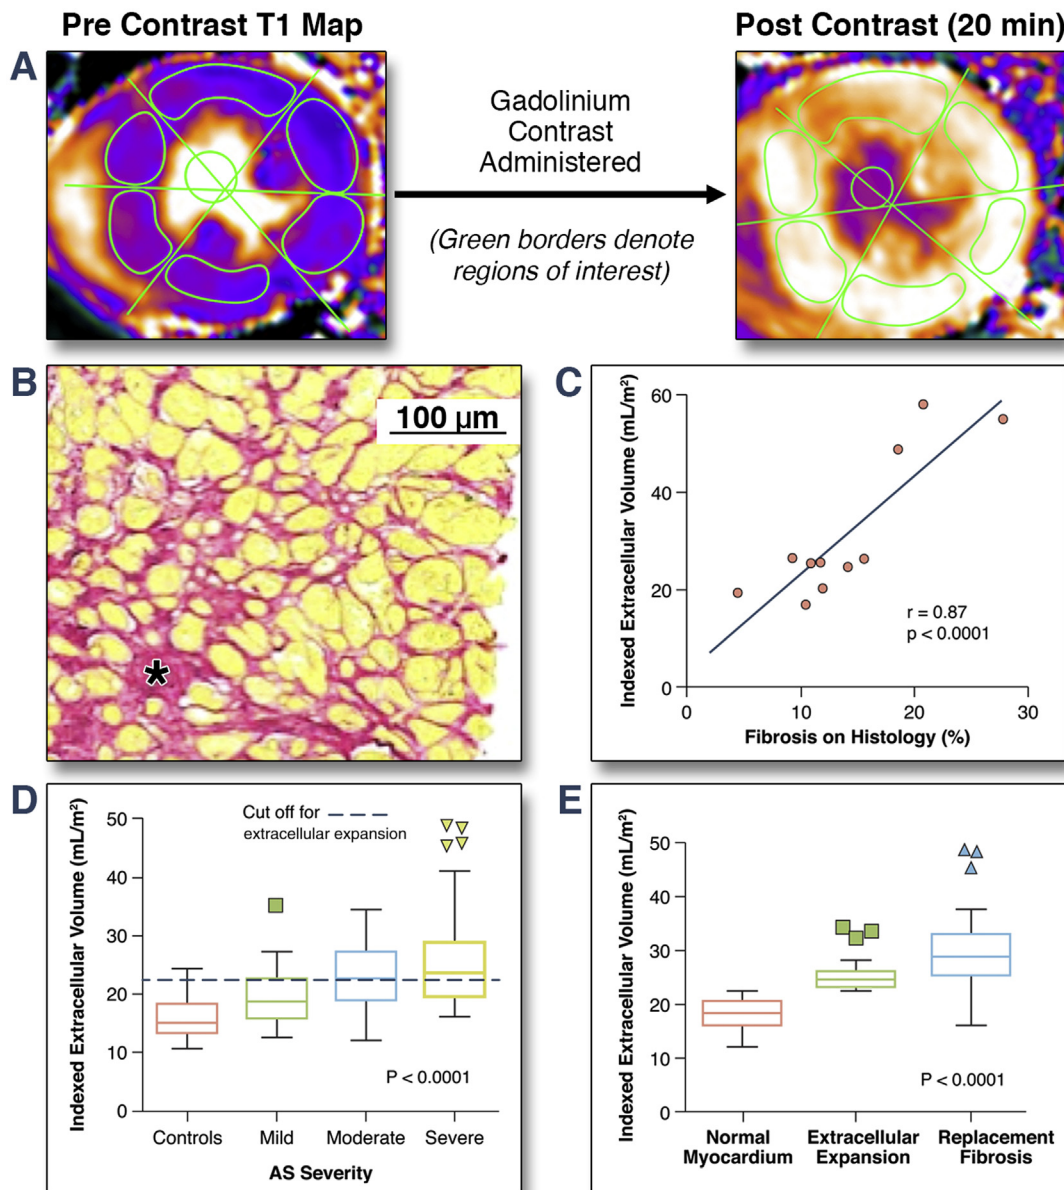 Pre Contrast T1 Map
Post Contrast (20 min)
A
Gadolinium
Contrast
Administered
(Green borders denote
regions of interest)
B
100 µm
*
C
Indexed Extracellular Volume (mL/m²)
60
40
20
0
0
10
20
30
r = 0.87
p < 0.0001
Fibrosis on Histology (%)
D
Indexed Extracellular Volume (mL/m²)
Cut off for
extracellular expansion
50
40
30
20
10
0
P < 0.0001
Controls
Mild
Moderate
Severe
AS Severity
E
Indexed Extracellular Volume (mL/m²)
50
40
30
20
10
0
P < 0.0001
Normal
Myocardium
Extracellular
Expansion
Replacement
Fibrosis